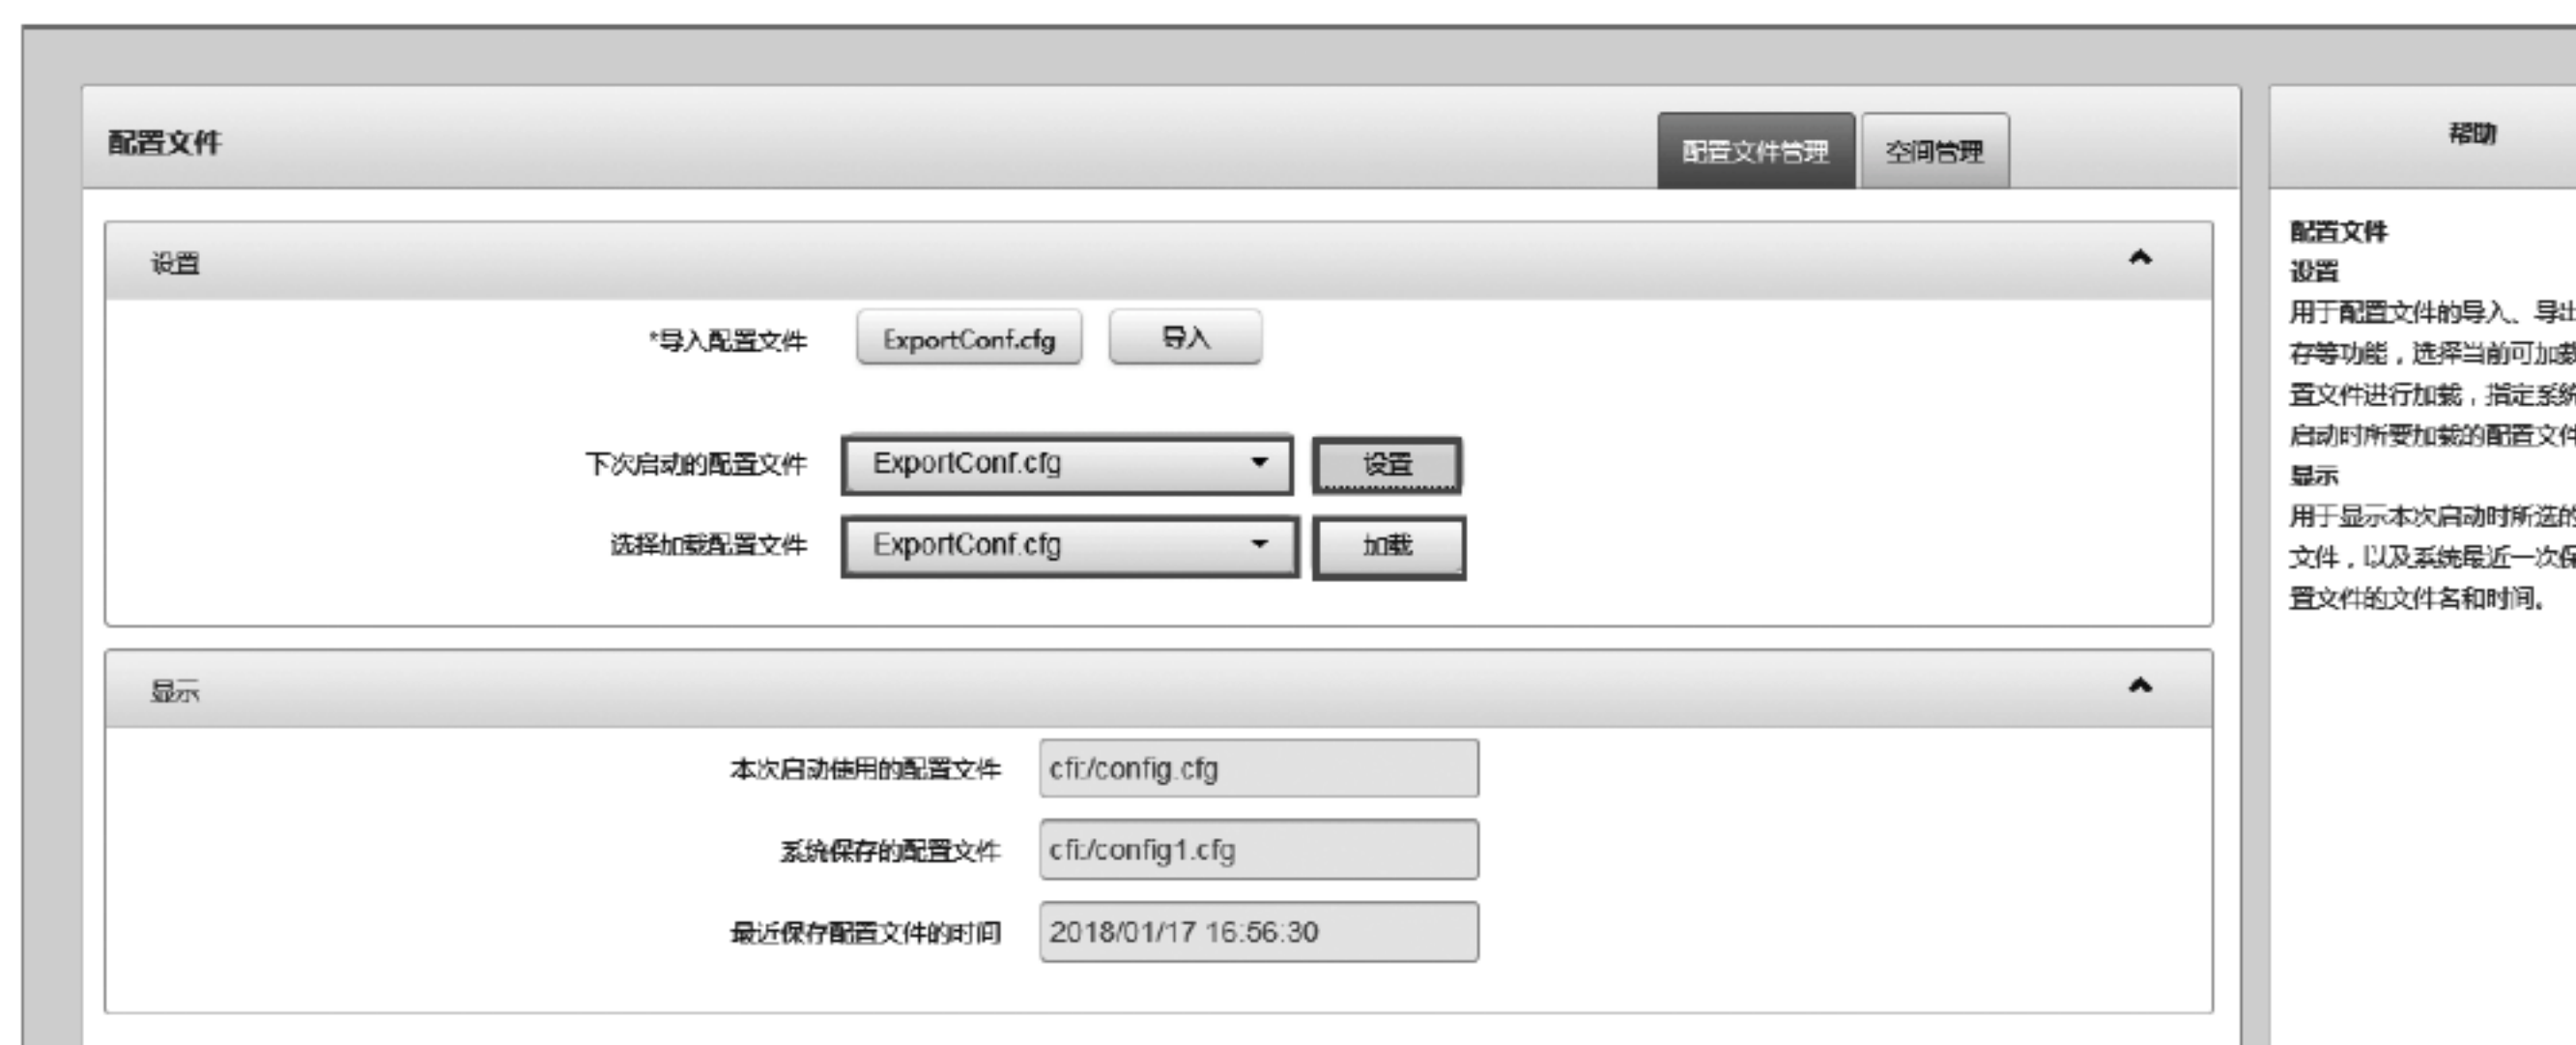 配置文件
配置文件管理
空间管理
设置
*导入配置文件 ExportConf.cfg 导入
下次启动的配置文件 ExportConf.cfg 设置
选择加载配置文件 ExportConf.cfg 加载
显示
本次启动使用的配置文件 cfi:/config.cfg
系统保存的配置文件 cfi:/config1.cfg
最近保存配置文件的时间 2018/01/17 16:56:30
帮助
配置文件
设置
用于配置文件的导入、导出
存等功能，选择当前可加载
置文件进行加载，指定系统
启动时所要加载的配置文件
显示
用于显示本次启动时所选的
文件，以及系统最近一次保
置文件的文件名和时间。